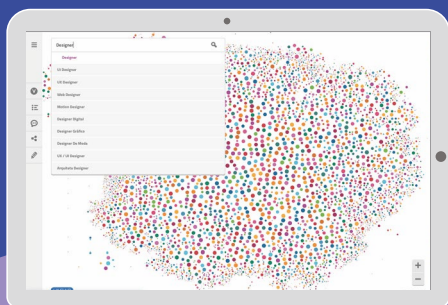 Designer
Designer
UI Designer
UX Designer
Web Designer
Motion Designer
Designer Digital
Designer Gráfico
Designer De Moda
UX / UI Designer
Arquiteto Designer